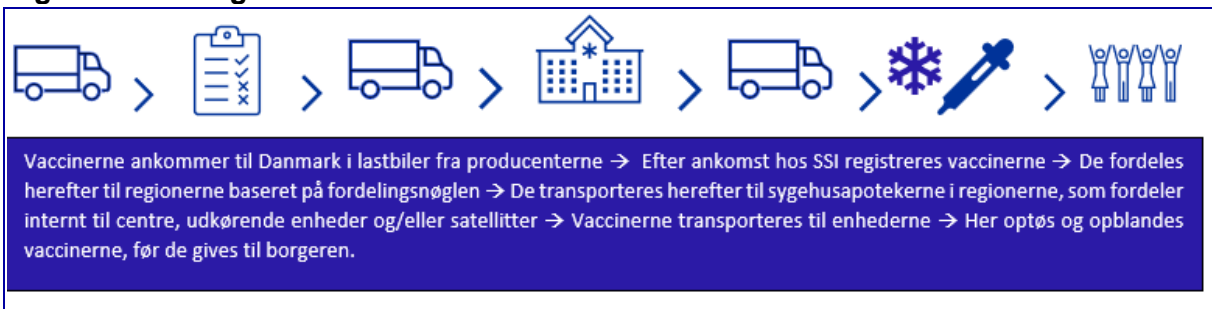 Vaccinerne ankommer til Danmark i lastbiler fra producenterne → Efter ankomst hos SSI registreres vaccinerne → De fordeles
herefter til regionerne baseret på fordelingsnøglen → De transporteres herefter til sygehusapotekerne i regionerne, som fordeler
internt til centre, udkørende enheder og/eller satellitter → Vaccinerne transporteres til enhederne → Her optøs og opblandes
vaccinerne, før de gives til borgeren.